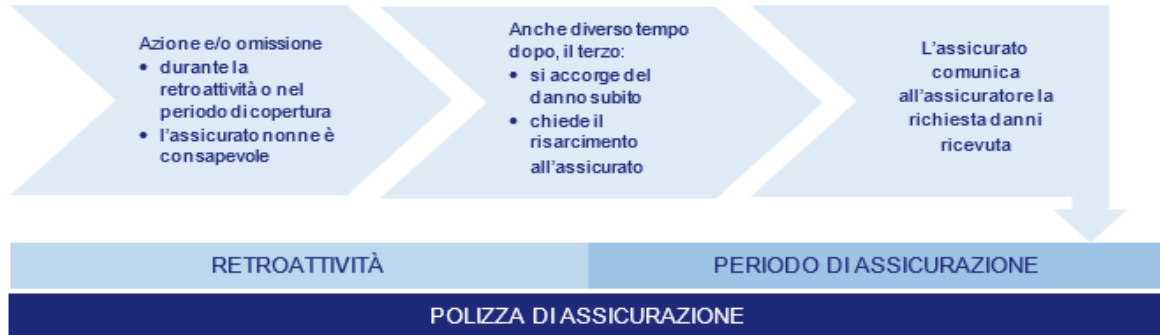 Azione e/o omissione
• durante la
retroattività o nel
periodo di copertura
• l'assicurato non ne è
consapevole
Anche diverso tempo
dopo, il terzo:
• si accorge del
danno subito
• chiede il
risarcimento
all'assicurato
L'assicurato
comunica
all'assicuratore la
richiesta danni
ricevuta
RETROATTIVITÀ
PERIODO DI ASSICURAZIONE
POLIZZA DI ASSICURAZIONE